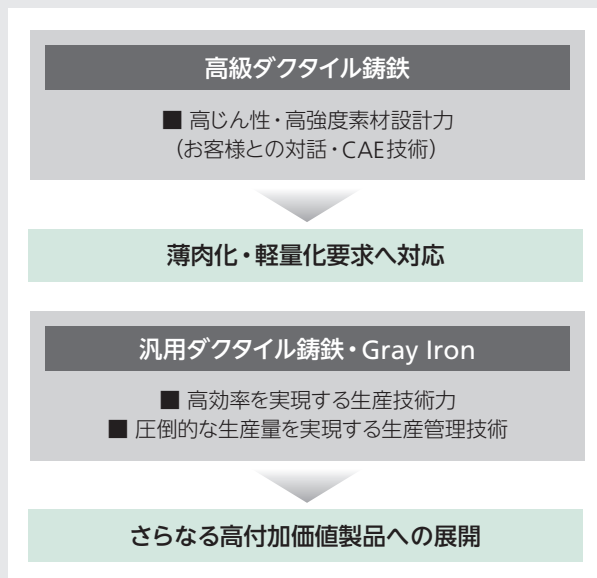 高級ダクタイル鋳鉄
■ 高じん性・高強度素材設計力
（お客様との対話・CAE技術）
薄肉化・軽量化要求へ対応
汎用ダクタイル鋳鉄・Gray Iron
■ 高効率を実現する生産技術力
■ 圧倒的な生産量を実現する生産管理技術
さらなる高付加価値製品への展開